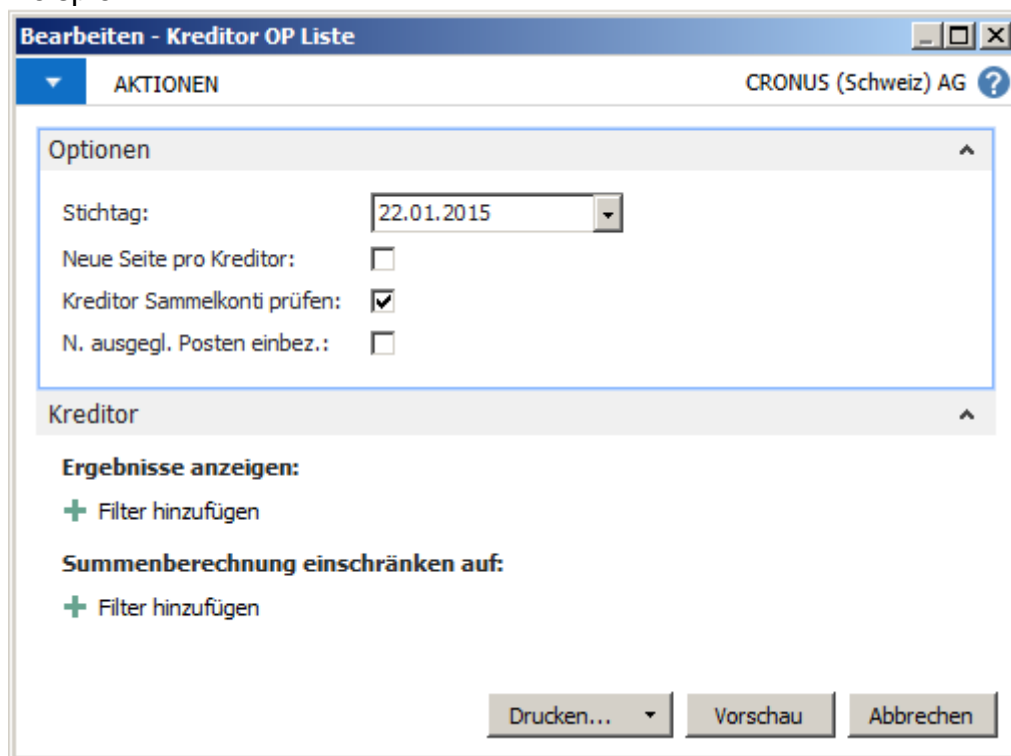 Bearbeiten - Kreditor OP Liste
AKTIONEN
CRONUS (Schweiz) AG ?
Optionen
Stichtag: 22.01.2015
Neue Seite pro Kreditor:
Kreditor Sammelkonti prüfen:
N. ausgegl. Posten einbez.:
Kreditor
Ergebnisse anzeigen:
Filter hinzufügen
Summenberechnung einschränken auf:
Filter hinzufügen
Drucken... Vorschau Abbrechen